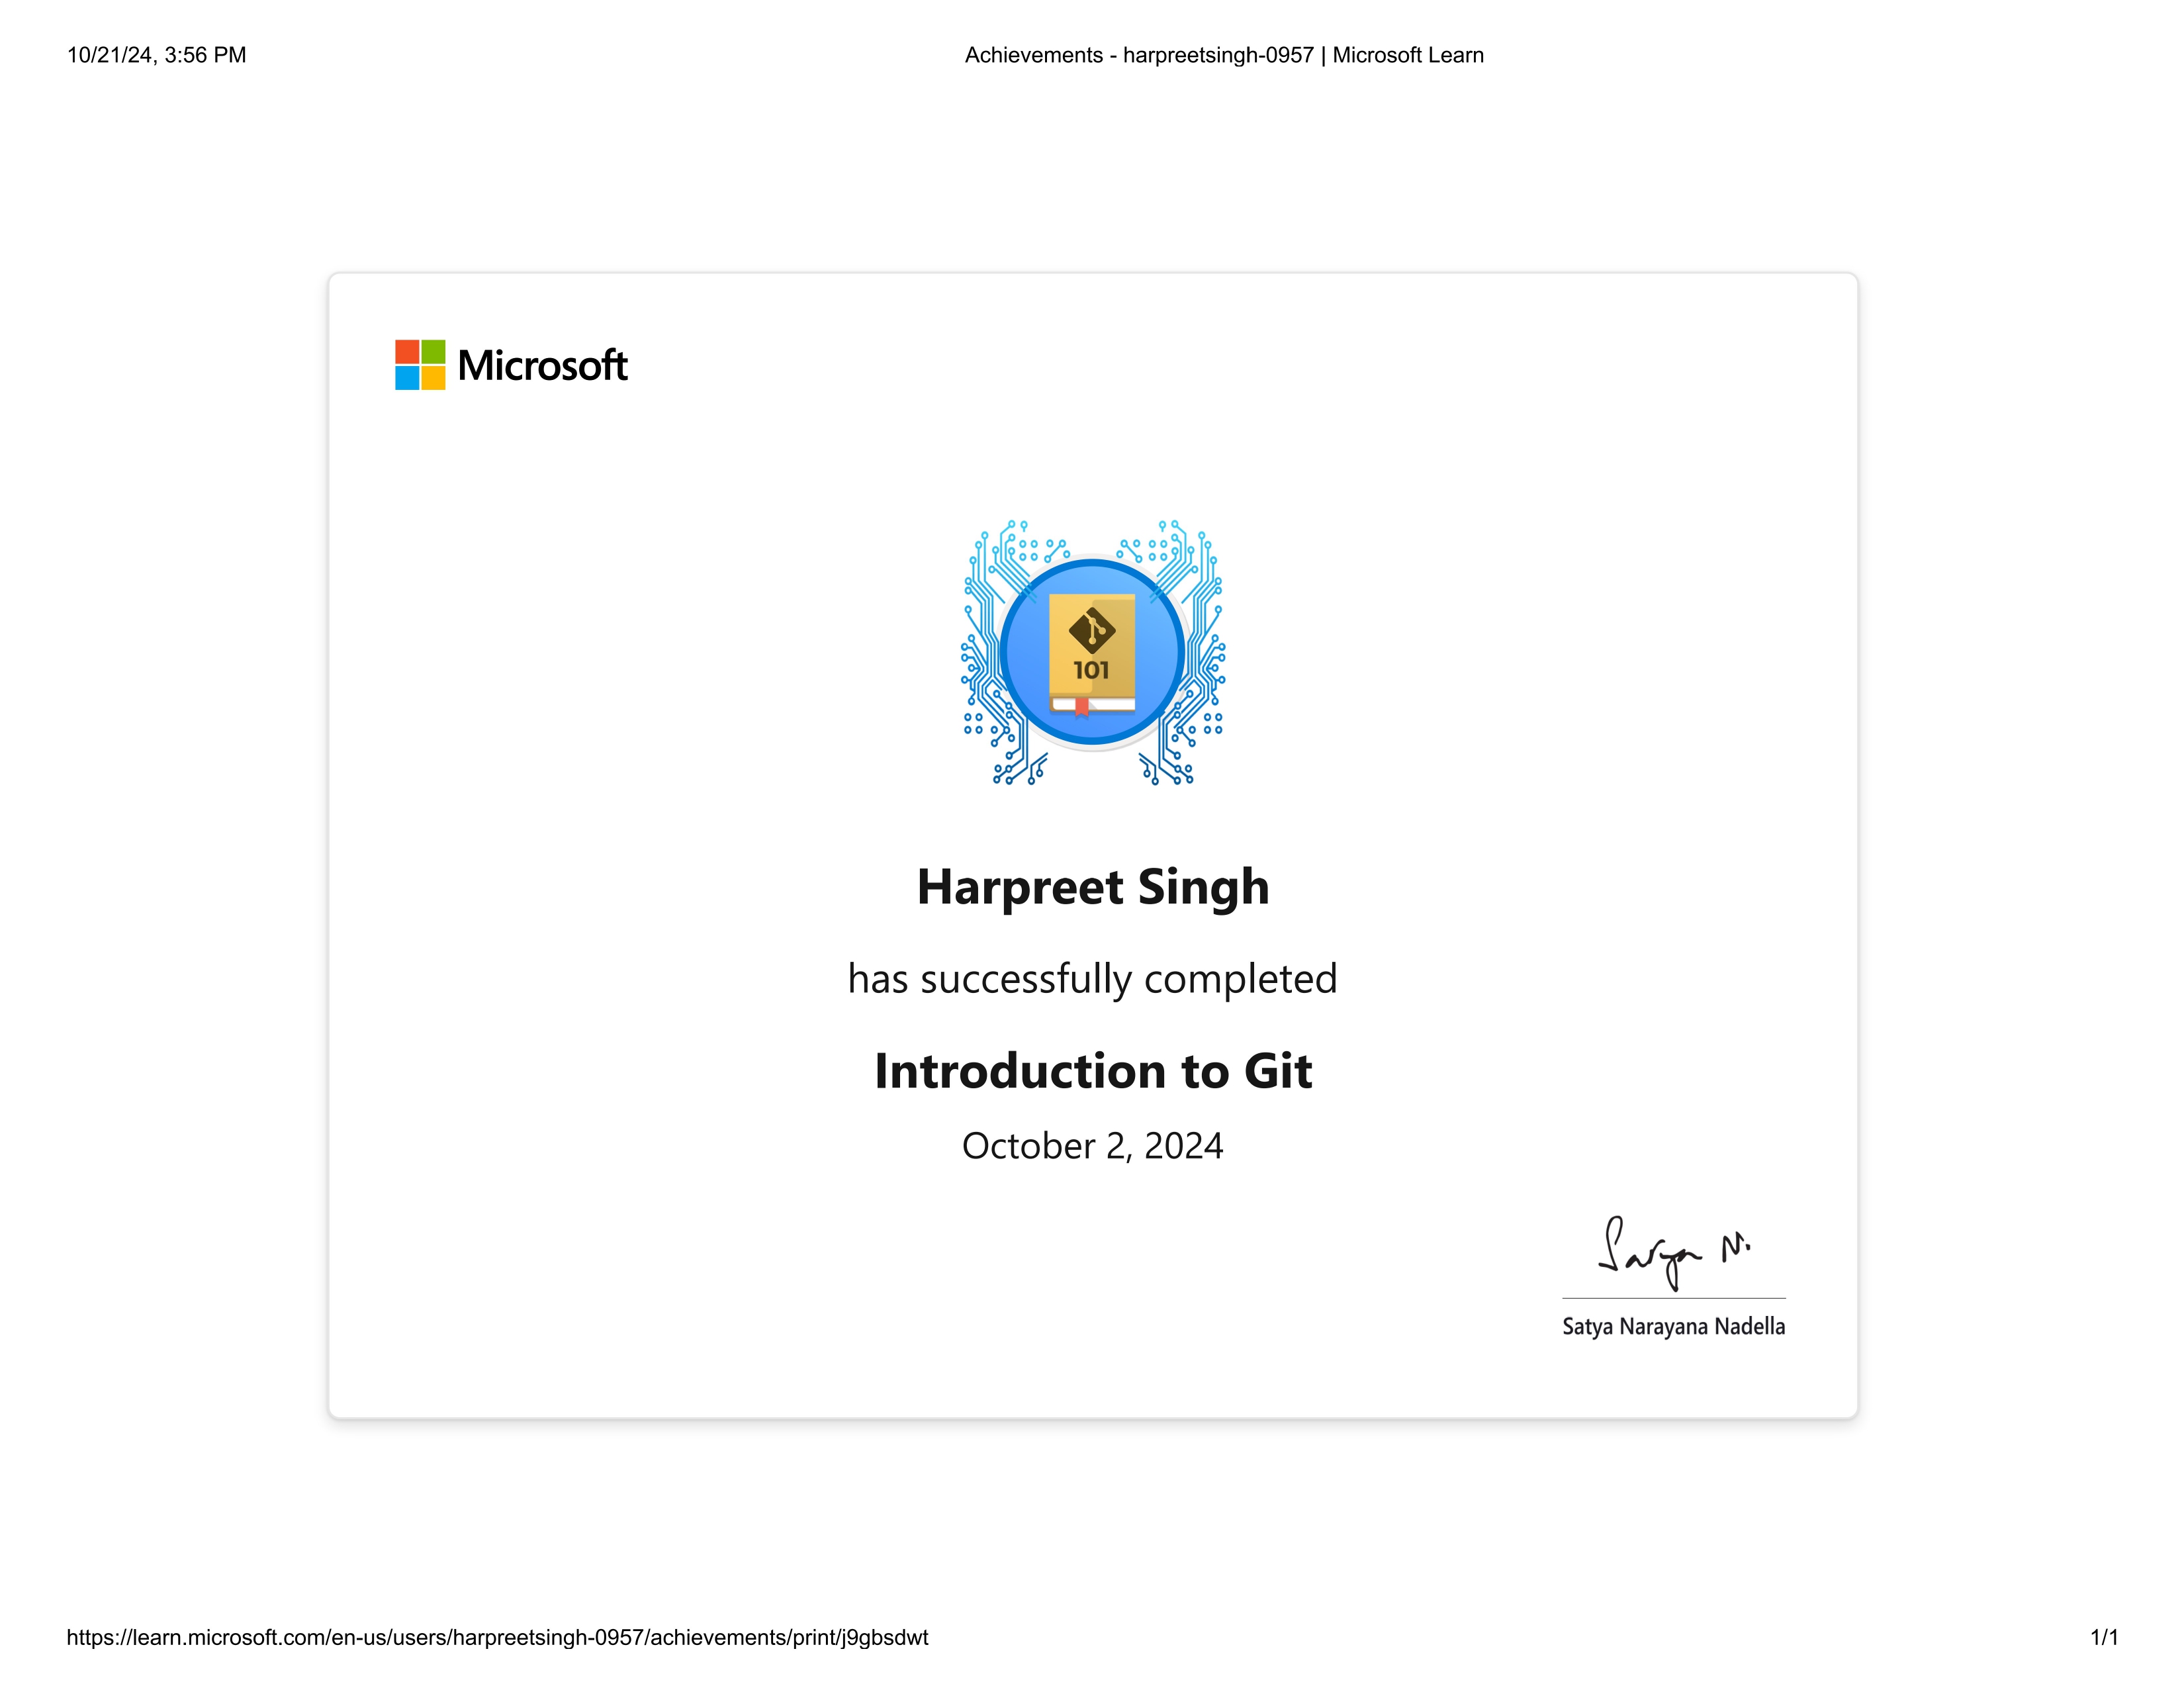 10/21/24, 3:56 PM
Achievements - harpreetsingh-0957 | Microsoft Learn
Microsoft
101
Harpreet Singh
has successfully completed
Introduction to Git
October 2, 2024
Satya N.
Satya Narayana Nadella
https://learn.microsoft.com/en-us/users/harpreetsingh-0957/achievements/print/j9gbsdwt
1/1